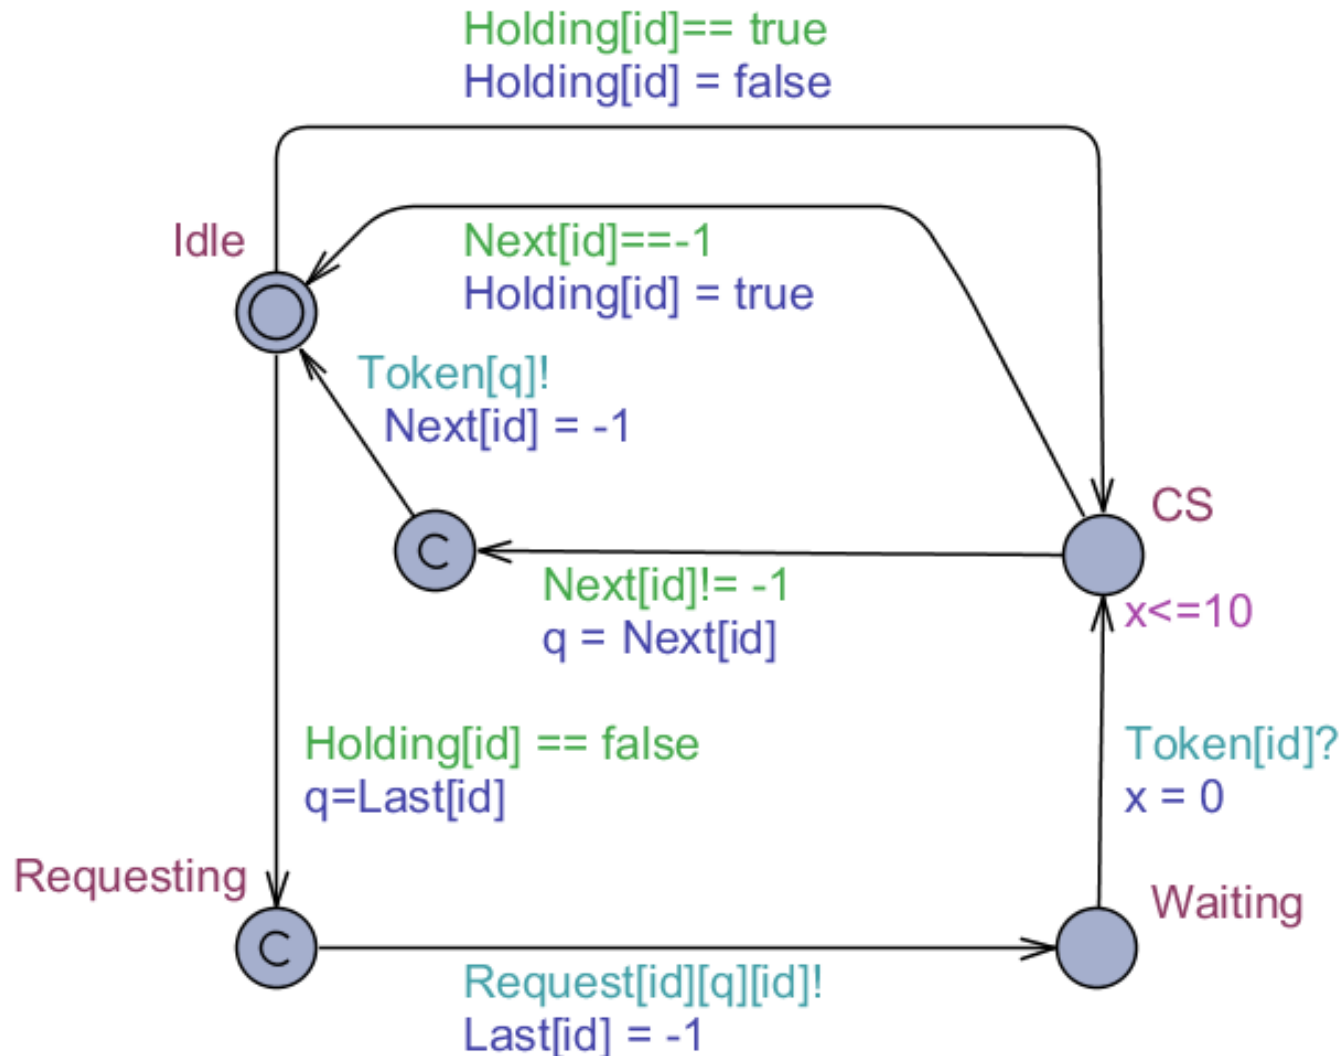 Holding[id]== true
Holding[id] = false
Idle
Next[id]==-1
Holding[id] = true
Token[q]!
Next[id] = -1
CS
C
Next[id]!= -1
q = Next[id]
x<=10
Holding[id] == false
q=Last[id]
Token[id]?
x = 0
Requesting
Waiting
C
Request[id][q][id]!
Last[id] = -1